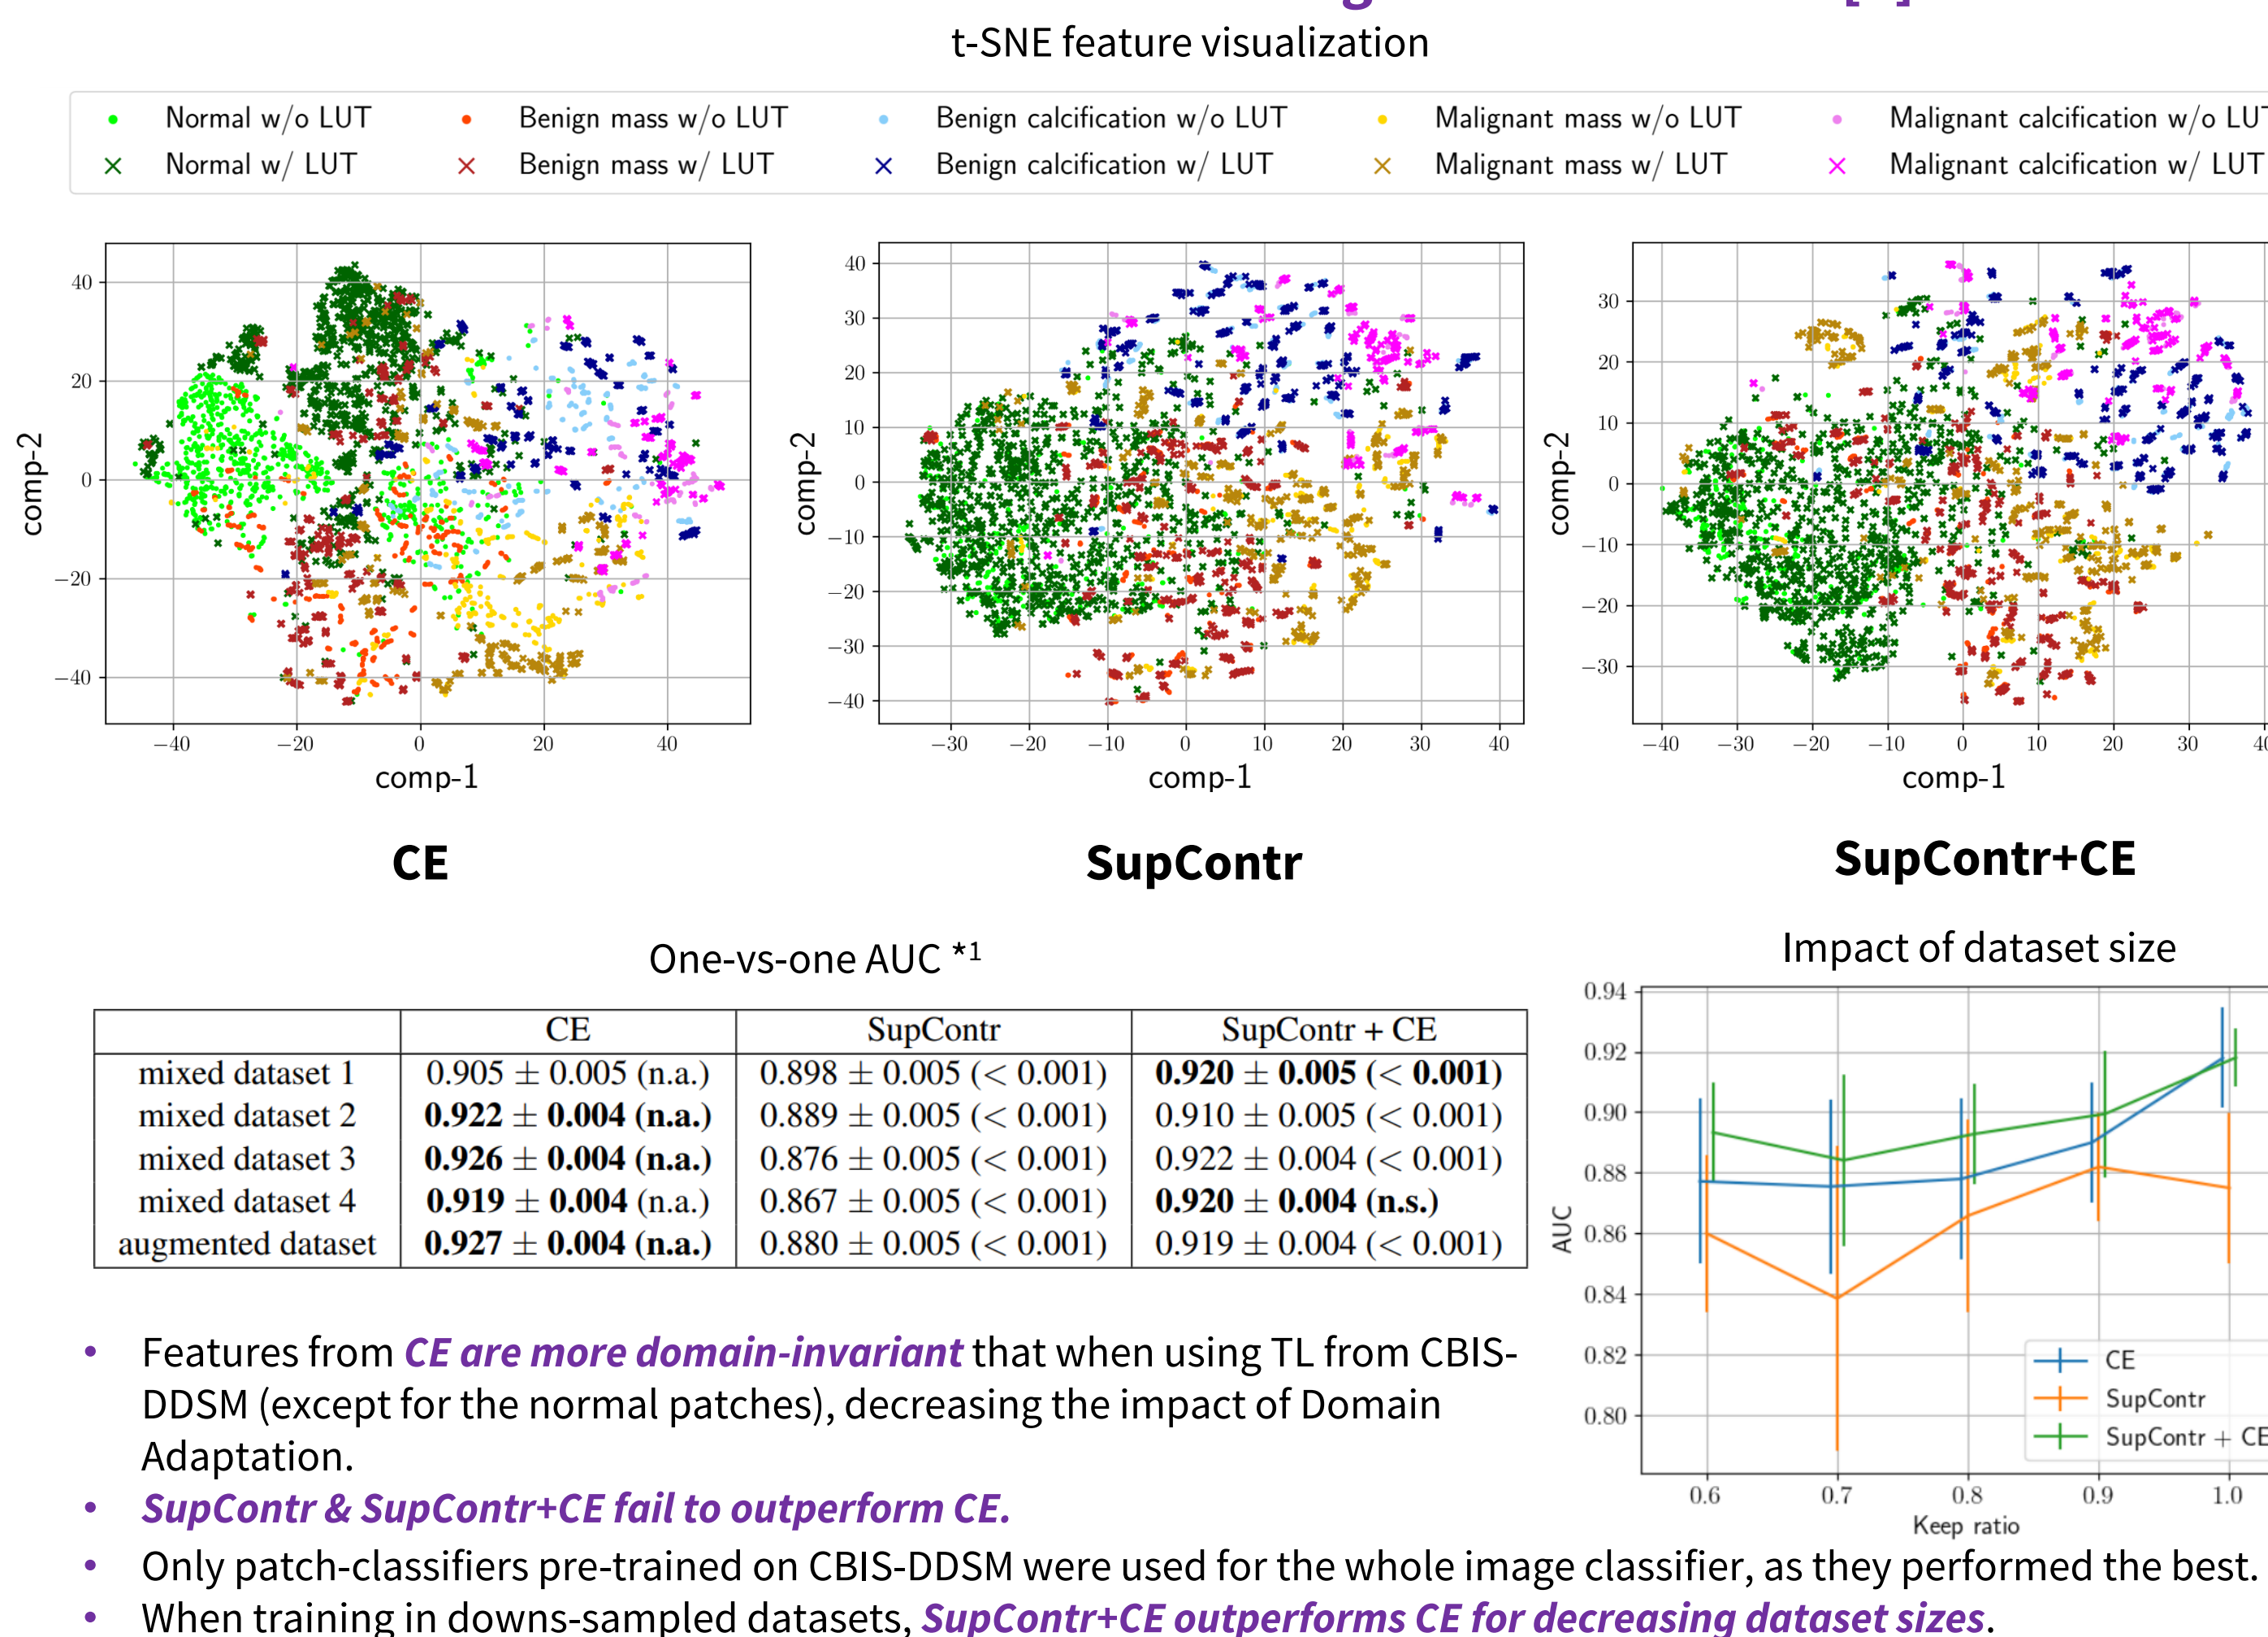 t-SNE feature visualization
Normal w/o LUT Benign mass w/o LUT Benign calcification w/o LUT Malignant mass w/o LUT Malignant calcification w/o
Normal w/ LUT Benign mass w/ LUT Benign calcification w/ LUT Malignant mass w/ LUT Malignant calcification w/ LUT
40
20
0
−20
−40
comp-2
−40 −20 0 20 40
comp-1
40
30
20
10
0
−10
−20
−30
−40
comp-2
−30 −20 −10 0 10 20 30 40
comp-1
30
20
10
0
−10
−20
−30
comp-2
−40 −30 −20 −10 0 10 20 30
comp-1
CE SupContr SupContr+CE
One-vs-one AUC *1
CE SupContr SupContr + CE
mixed dataset 1 0.905 ± 0.005 (n.a.) 0.898 ± 0.005 (< 0.001) 0.920 ± 0.005 (< 0.001)
mixed dataset 2 0.922 ± 0.004 (n.a.) 0.889 ± 0.005 (< 0.001) 0.910 ± 0.005 (< 0.001)
mixed dataset 3 0.926 ± 0.004 (n.a.) 0.876 ± 0.005 (< 0.001) 0.922 ± 0.004 (< 0.001)
mixed dataset 4 0.919 ± 0.004 (n.a.) 0.867 ± 0.005 (< 0.001) 0.920 ± 0.004 (n.s.)
augmented dataset 0.927 ± 0.004 (n.a.) 0.880 ± 0.005 (< 0.001) 0.919 ± 0.004 (< 0.001)
Impact of dataset size
0.94
0.92
0.90
0.88
0.86
0.84
0.82
0.80
AUC
CE
SupContr
SupContr + CE
0.6 0.7 0.8 0.9 1.0
Keep ratio
• Features from CE are more domain-invariant that when using TL from CBIS-
DDSM (except for the normal patches), decreasing the impact of Domain
Adaptation.
• SupContr & SupContr+CE fail to outperform CE.
• Only patch-classifiers pre-trained on CBIS-DDSM were used for the whole image classifier, as they performed the best.
• When training in downs-sampled datasets, SupContr+CE outperforms CE for decreasing dataset sizes.